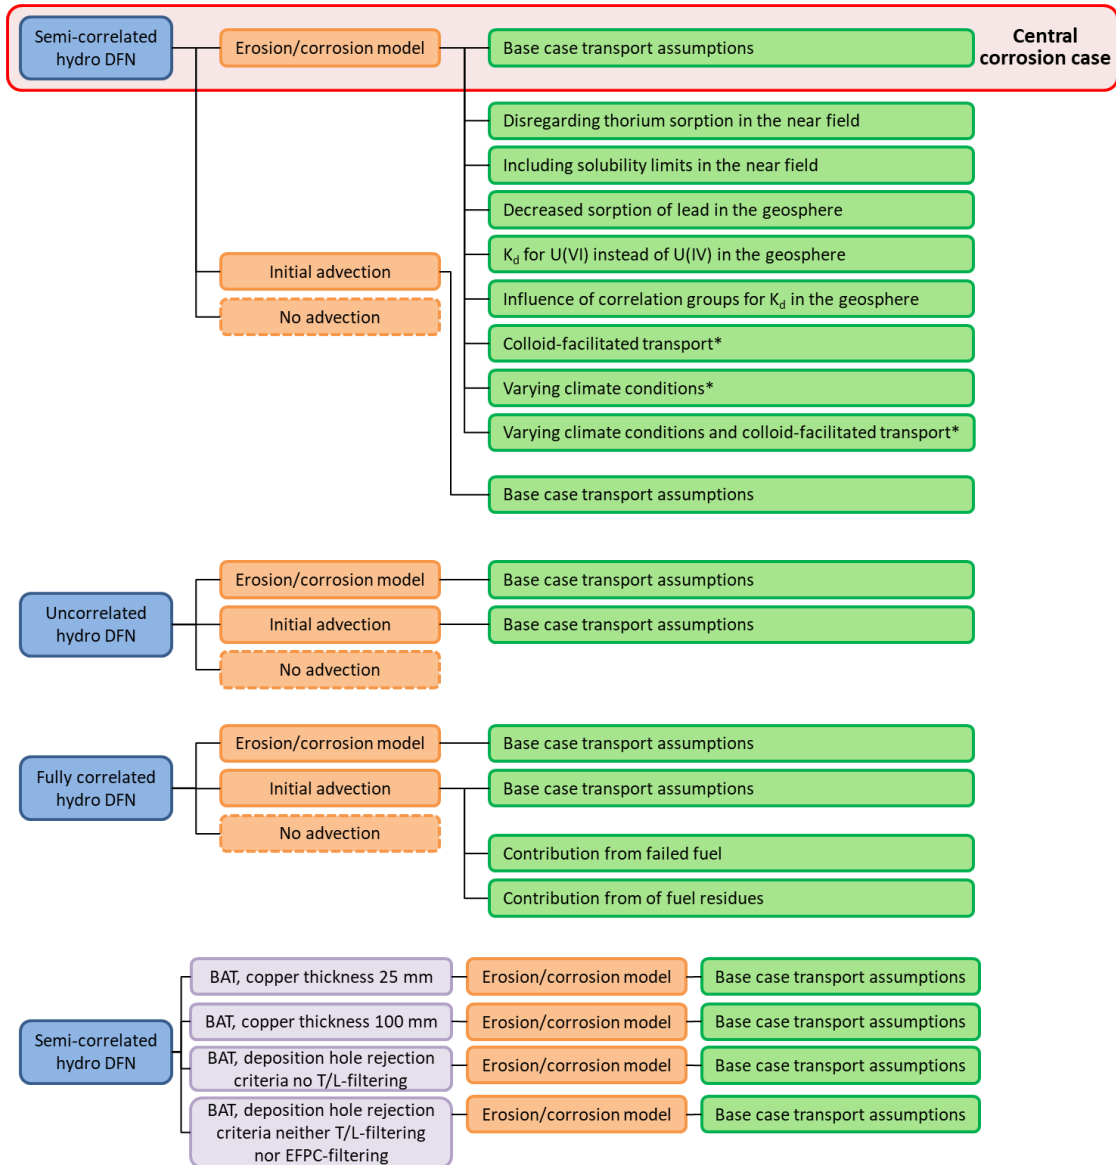 Semi-correlated
hydro DFN
Erosion/corrosion model
Base case transport assumptions
Central
corrosion case
Disregarding thorium sorption in the near field
Including solubility limits in the near field
Decreased sorption of lead in the geosphere
Initial advection
Kd for U(VI) instead of U(IV) in the geosphere
No advection
Influence of correlation groups for Kd in the geosphere
Colloid-facilitated transport*
Varying climate conditions*
Varying climate conditions and colloid-facilitated transport*
Base case transport assumptions
Uncorrelated
hydro DFN
Erosion/corrosion model
Base case transport assumptions
Initial advection
Base case transport assumptions
No advection
Fully correlated
hydro DFN
Erosion/corrosion model
Base case transport assumptions
Initial advection
Base case transport assumptions
No advection
Contribution from failed fuel
Contribution from of fuel residues
Semi-correlated
hydro DFN
BAT, copper thickness 25 mm
Erosion/corrosion model
Base case transport assumptions
BAT, copper thickness 100 mm
Erosion/corrosion model
Base case transport assumptions
BAT, deposition hole rejection
criteria no T/L-filtering
Erosion/corrosion model
Base case transport assumptions
BAT, deposition hole rejection
criteria neither T/L-filtering
nor EFPC-filtering
Erosion/corrosion model
Base case transport assumptions